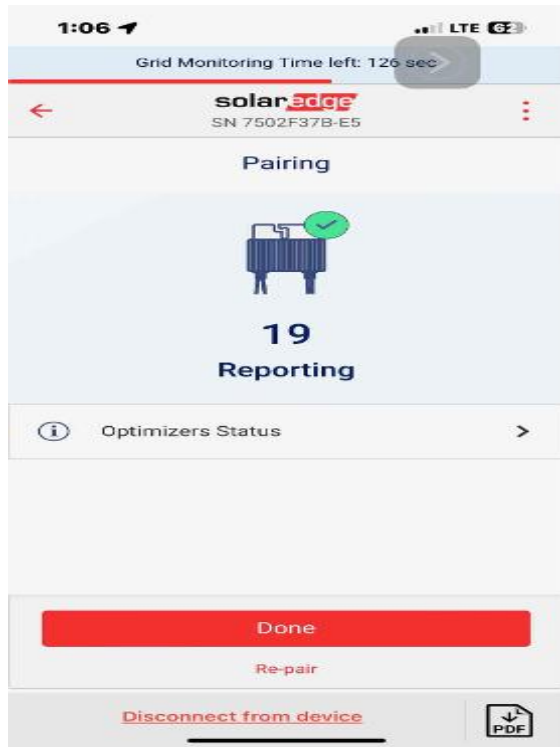 1:06
LTE 62
Grid Monitoring Time left: 126 sec
solaredge
SN 7502F37B-E5
Pairing
19
Reporting
Optimizers Status
Done
Re-pair
Disconnect from device
PDF